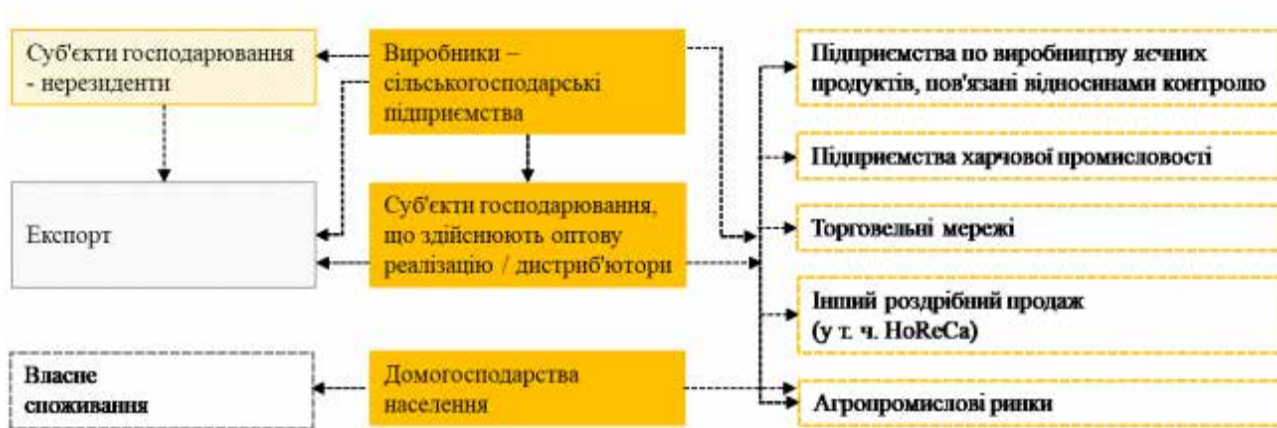 Суб'єкти господарювання
- нерезиденти
Виробники –
сільськогосподарські
підприємства
Підприємства по виробництву яєчних
продуктів, пов'язані відносинами контролю
Підприємства харчової промисловості
Експорт
Суб'єкти господарювання,
що здійснюють оптову
реалізацію / дистриб'ютори
Торговельні мережі
Інший роздрібний продаж
(у т. ч. HoReCa)
Власне
споживання
Домогосподарства
населення
Агропромислові ринки